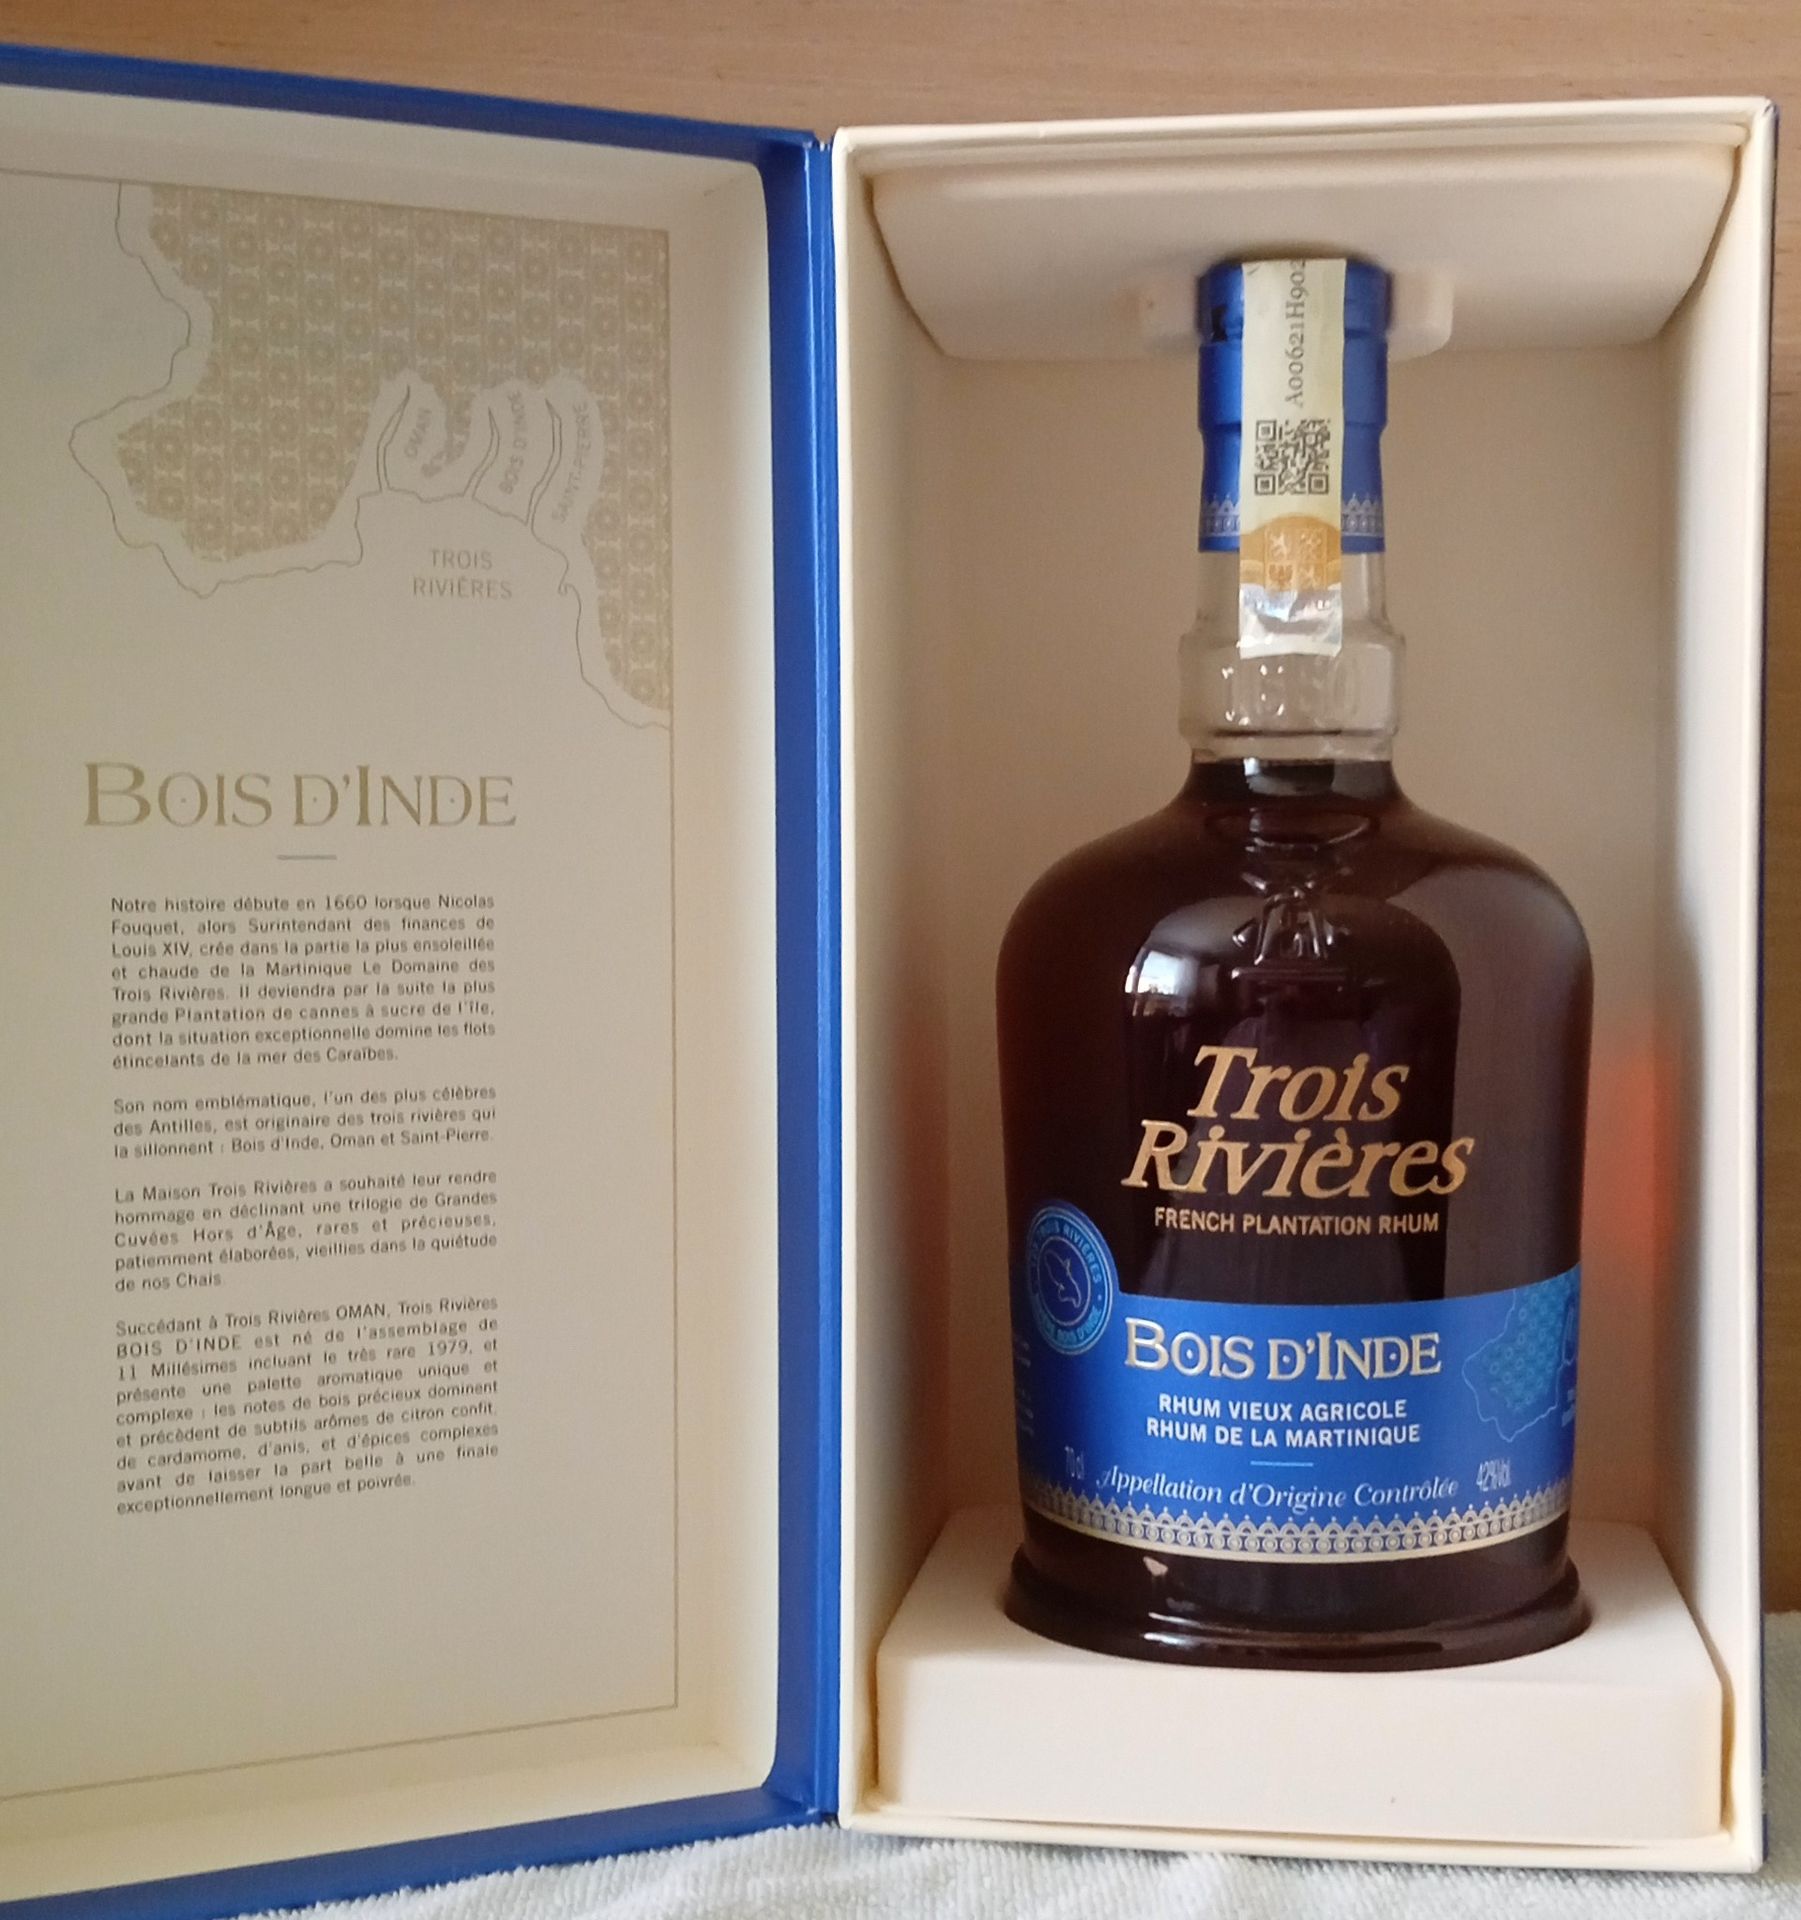 OMAN
BOIS D'INDE
SAINT-PIERRE
TROIS
RIVIÈRES
BOIS D'INDE
Notre histoire débute en 1660 lorsque Nicolas
Fouquet, alors Surintendant des finances de
Louis XIV, crée dans la partie la plus ensoleillée
et chaude de la Martinique Le Domaine des
Trois Rivières. Il deviendra par la suite la plus
grande Plantation de cannes à sucre de l'île,
dont la situation exceptionnelle domine les flots
étincelants de la mer des Caraïbes.
Son nom emblématique, l'un des plus célèbres
des Antilles, est originaire des trois rivières qui
la sillonnent : Bois d'Inde, Oman et Saint-Pierre.
La Maison Trois Rivières a souhaité leur rendre
hommage en déclinant une trilogie de Grandes
Cuvées Hors d'Âge, rares et précieuses,
patiemment élaborées, vieillies dans la quiétude
de nos Chais.
Succédant à Trois Rivières OMAN, Trois Rivières
BOIS D'INDE est né de l'assemblage de
11 Millésimes incluant le très rare 1979, et
présente une palette aromatique unique et
complexe : les notes de bois précieux dominent
et précèdent de subtils arômes de citron confit,
de cardamome, d'anis, et d'épices complexes
avant de laisser la part belle à une finale
exceptionnellement longue et poivrée.
A00621H902
1660
Trois
Rivières
FRENCH PLANTATION RHUM
TROIS RIVIÈRES
BOIS D'INDE
BOIS D'INDE
RHUM VIEUX AGRICOLE
RHUM DE LA MARTINIQUE
70cl
Appellation d'Origine Contrôlée
42%Vol.